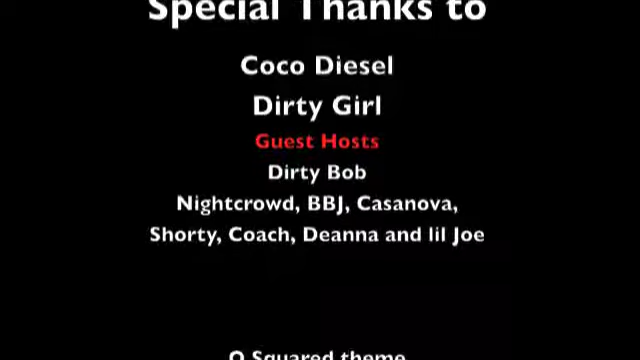 Special Thanks to
Coco Diesel
Dirty Girl
Guest Hosts
Dirty Bob
Nightcrowd, BBJ, Casanova,
Shorty, Coach, Deanna and lil Joe
O Squared theme